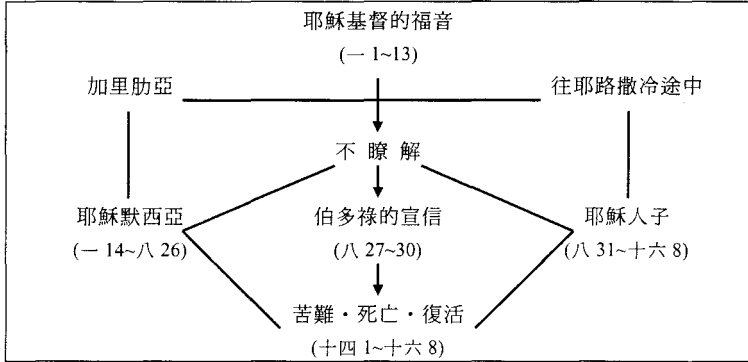 耶穌基督的福音
(一 1~13)
加里肋亞
往耶路撒冷途中
不瞭解
耶穌默西亞
(一 14~八 26)
伯多祿的宣信
(八 27~30)
耶穌人子
(八 31~十六 8)
苦難·死亡·復活
(十四 1~十六 8)